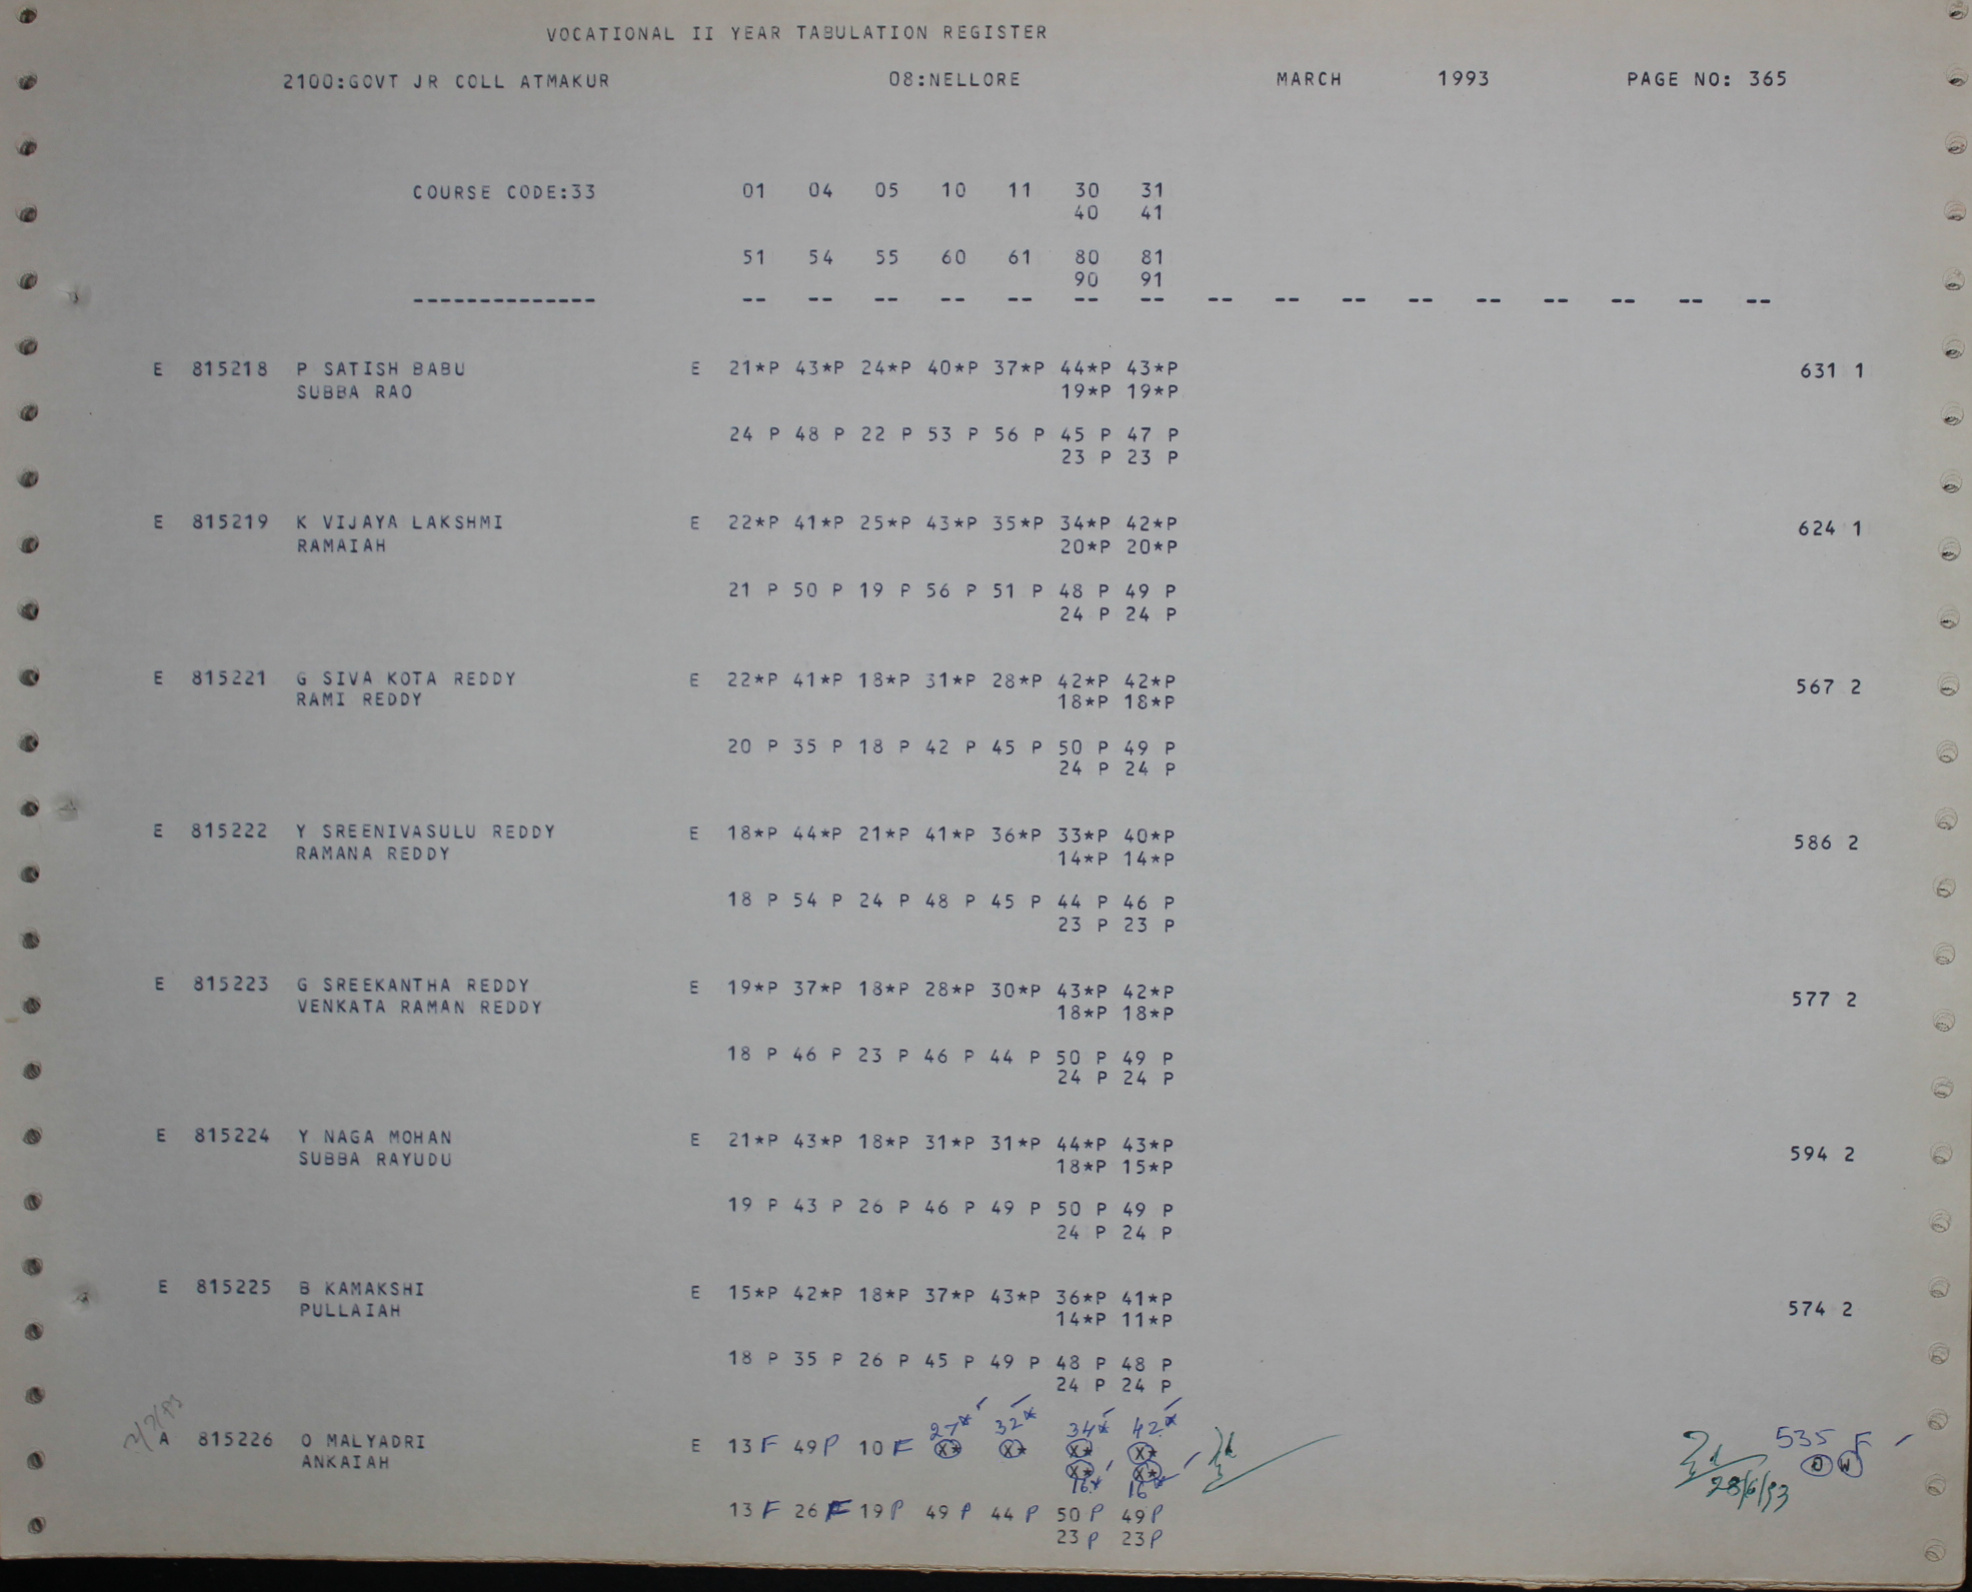 VOCATIONAL II YEAR TABULATION REGISTER
2100:GOVT JR COLL ATMAKUR 08:NELLORE MARCH 1993 PAGE NO: 365
COURSE CODE:33 01 04 05 10 11 30 31
40 41
51 54 55 60 61 80 81
90 91
-------------- -- -- -- -- -- -- -- -- -- -- -- -- -- -- -- --
E 815218 P SATISH BABU E 21*P 43*P 24*P 40*P 37*P 44*P 43*P 631 1
SUBBA RAO 19*P 19*P
24 P 48 P 22 P 53 P 56 P 45 P 47 P
23 P 23 P
E 815219 K VIJAYA LAKSHMI E 22*P 41*P 25*P 43*P 35*P 34*P 42*P 624 1
RAMAIAH 20*P 20*P
21 P 50 P 19 P 56 P 51 P 48 P 49 P
24 P 24 P
E 815221 G SIVA KOTA REDDY E 22*P 41*P 18*P 31*P 28*P 42*P 42*P 567 2
RAMI REDDY 18*P 18*P
20 P 35 P 18 P 42 P 45 P 50 P 49 P
24 P 24 P
E 815222 Y SREENIVASULU REDDY E 18*P 44*P 21*P 41*P 36*P 33*P 40*P 586 2
RAMANA REDDY 14*P 14*P
18 P 54 P 24 P 48 P 45 P 44 P 46 P
23 P 23 P
E 815223 G SREEKANTHA REDDY E 19*P 37*P 18*P 28*P 30*P 43*P 42*P 577 2
VENKATA RAMAN REDDY 18*P 18*P
18 P 46 P 23 P 46 P 44 P 50 P 49 P
24 P 24 P
E 815224 Y NAGA MOHAN E 21*P 43*P 18*P 31*P 31*P 44*P 43*P 594 2
SUBBA RAYUDU 18*P 15*P
19 P 43 P 26 P 46 P 49 P 50 P 49 P
24 P 24 P
E 815225 B KAMAKSHI E 15*P 42*P 18*P 37*P 43*P 36*P 41*P 574 2
PULLAIAH 14*P 11*P
18 P 35 P 26 P 45 P 49 P 48 P 48 P
24 P 24 P
27* 32* 34* 42* 535 F
A 815226 O MALYADRI E 13 F 49 P 10 F X* X* X* X* 0 W
ANKAIAH X* X*
16* 16* 28/6/93
13 F 26 F 19 P 49 P 44 P 50 P 49 P
23 P 23 P